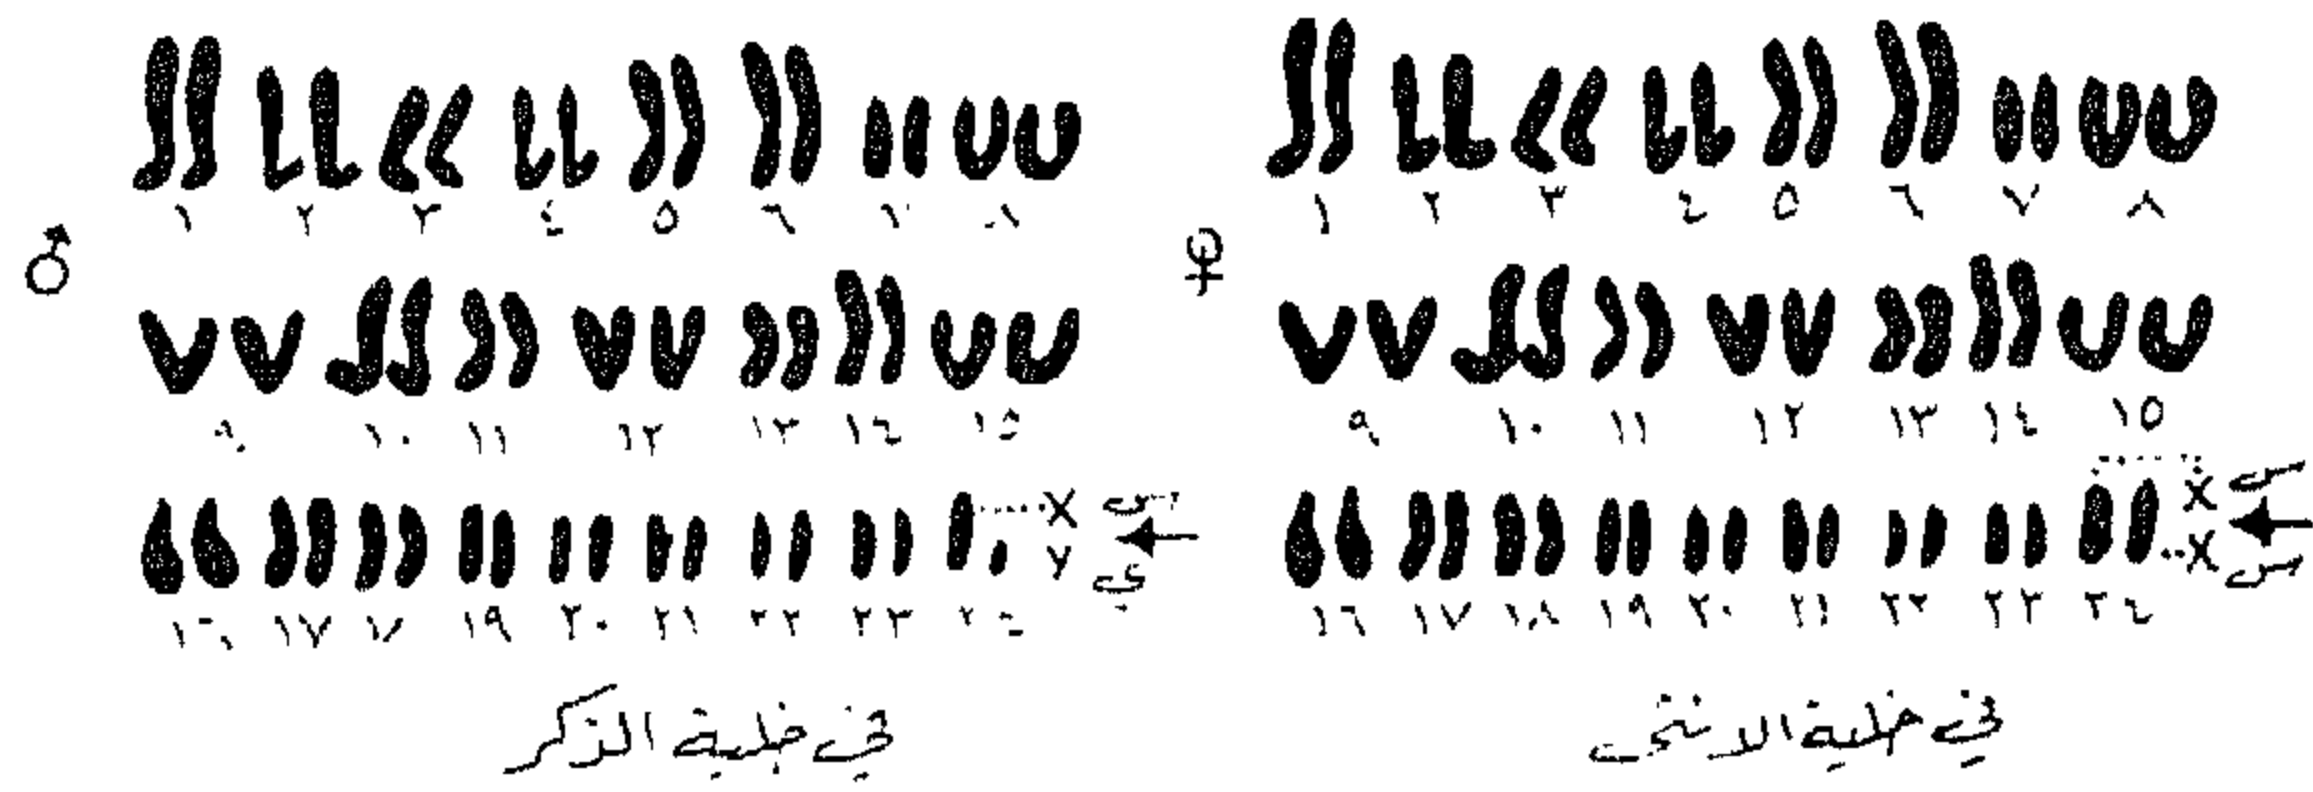 ١ ٢ ٣ ٤ ٥ ٦ ٧ ٨
٩ ١٠ ١١ ١٢ ١٣ ١٤ ١٥
X س
Y ي
١٦ ١٧ ١٨ ١٩ ٢٠ ٢١ ٢٢ ٢٣ ٢٤
في خلية الذكر
١ ٢ ٣ ٤ ٥ ٦ ٧ ٨
٩ ١٠ ١١ ١٢ ١٣ ١٤ ١٥
X س
X س
١٦ ١٧ ١٨ ١٩ ٢٠ ٢١ ٢٢ ٢٣ ٢٤
في خلية الانثى